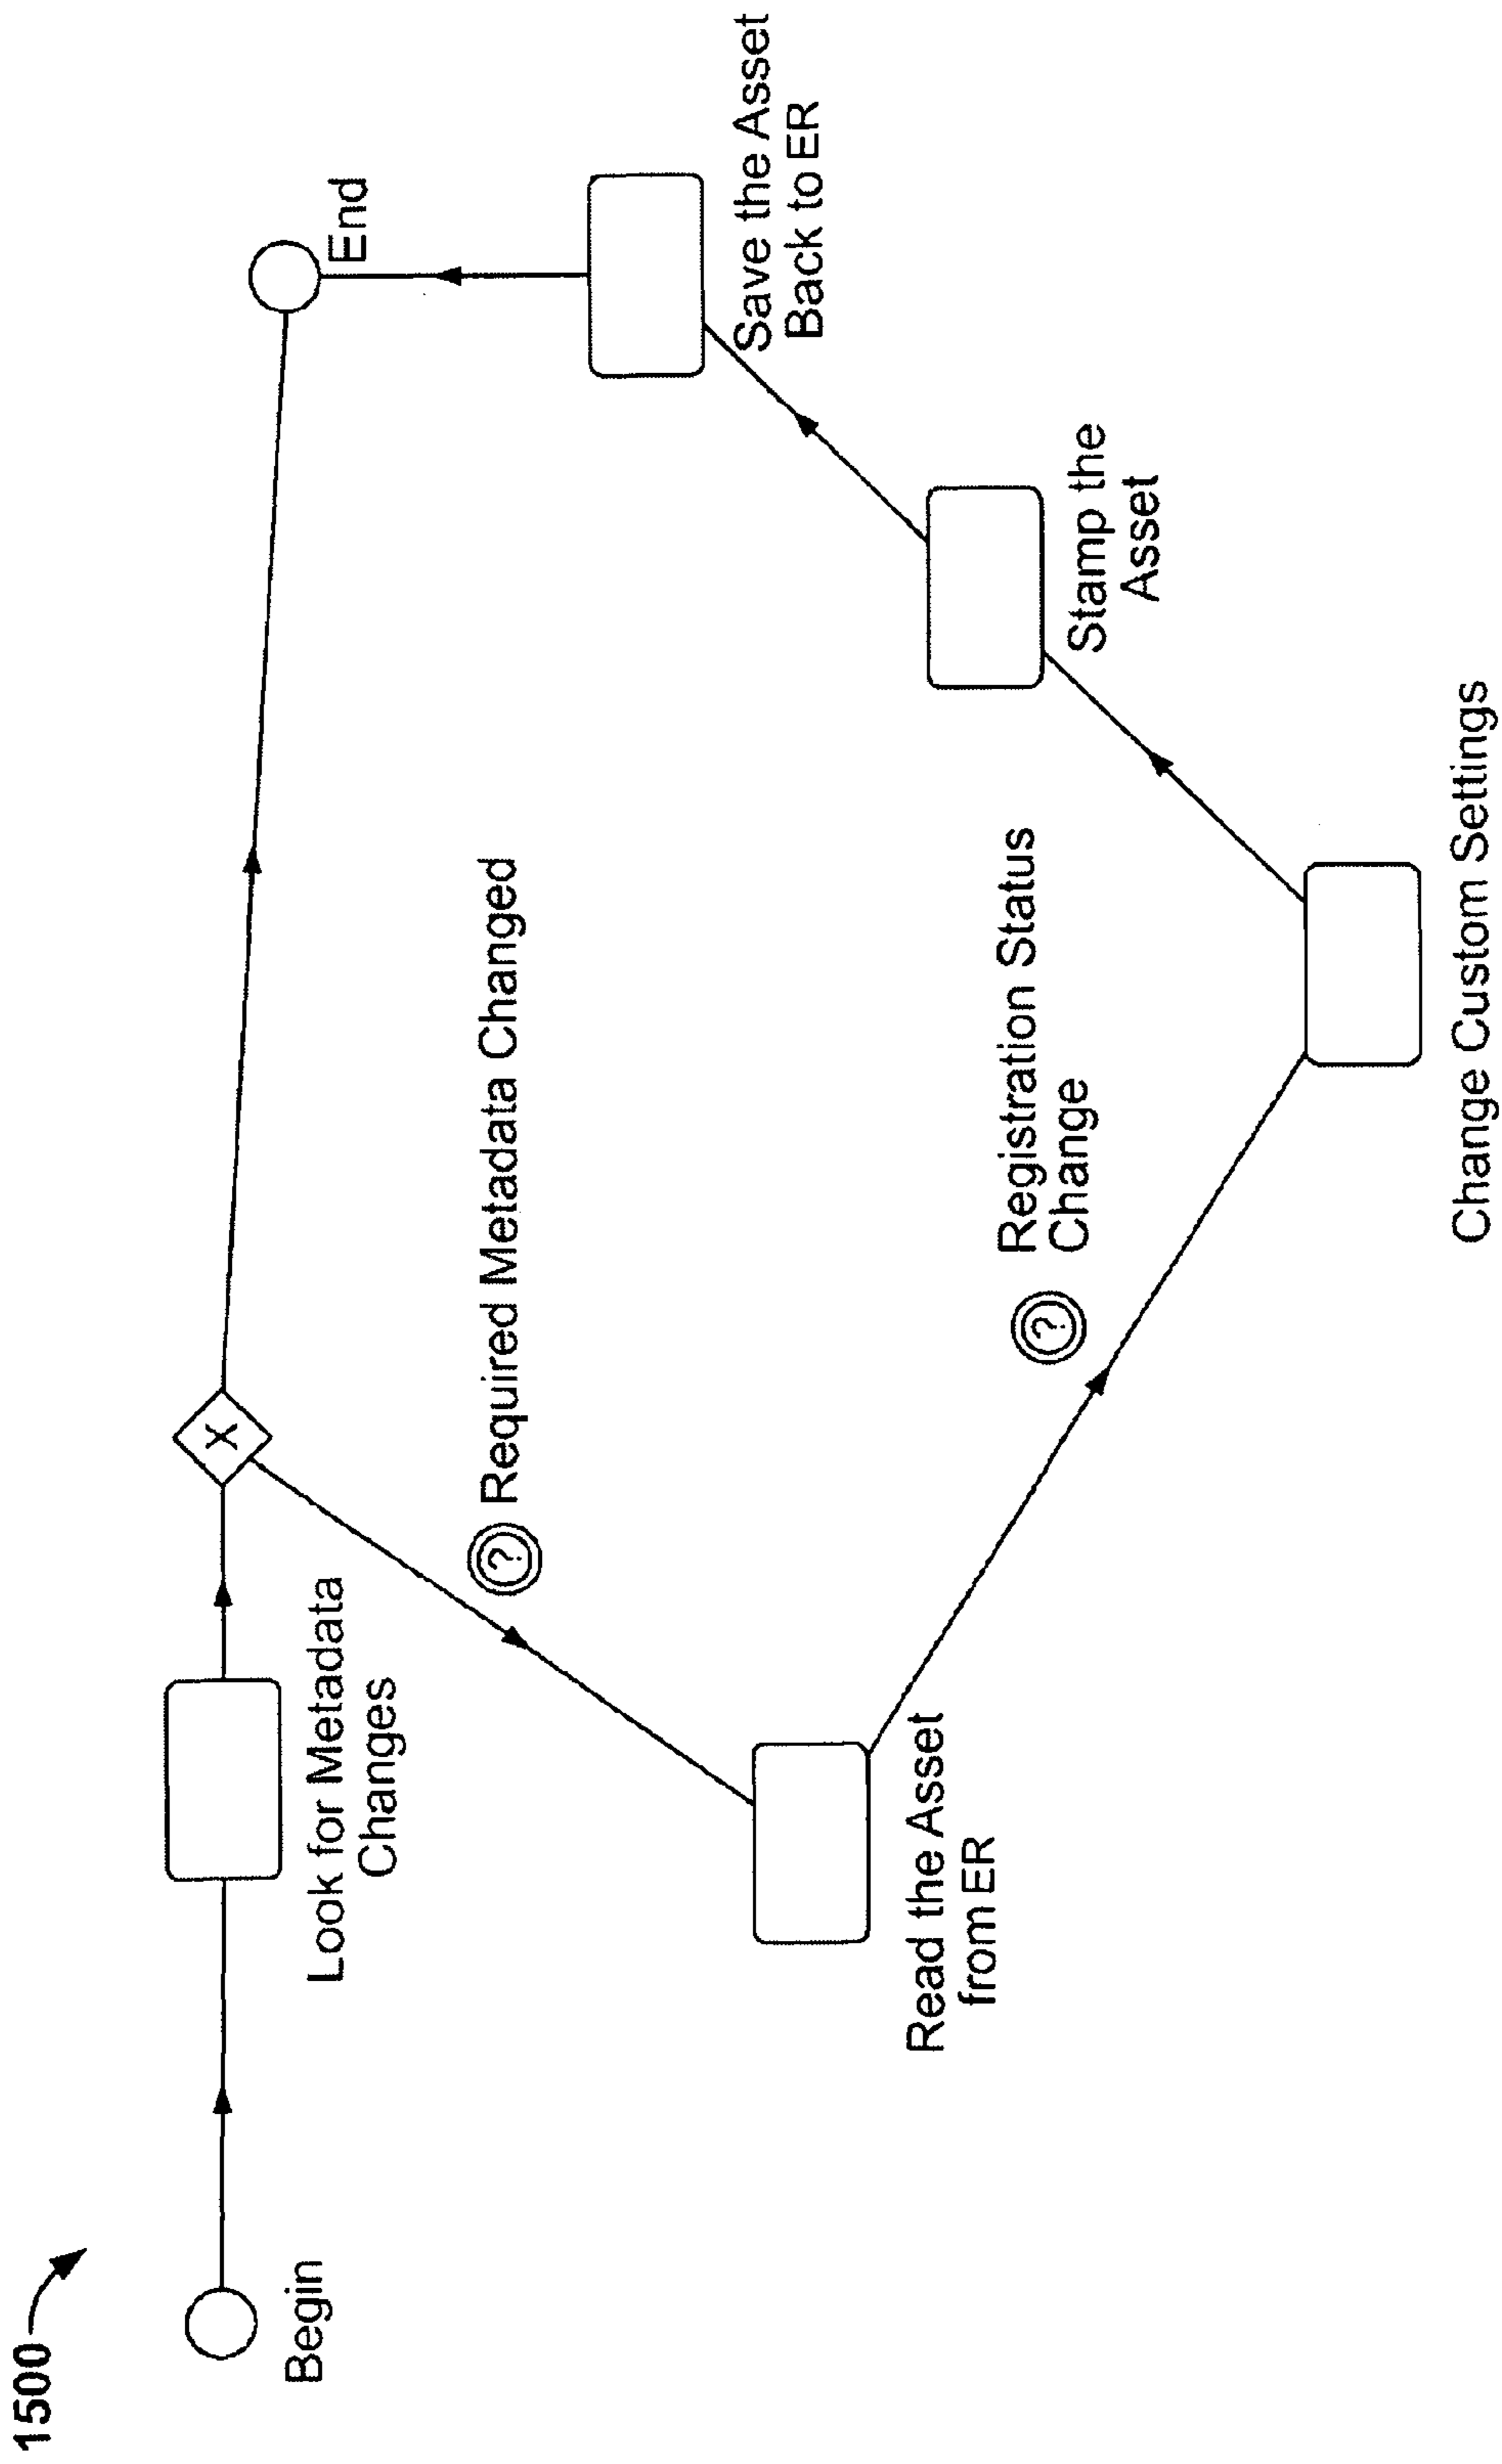 1500
Begin
Look for Metadata
Changes
X
End
? Required Metadata Changed
Save the Asset
Back to ER
Read the Asset
from ER
? Registration Status
Change
Stamp the
Asset
Change Custom Settings